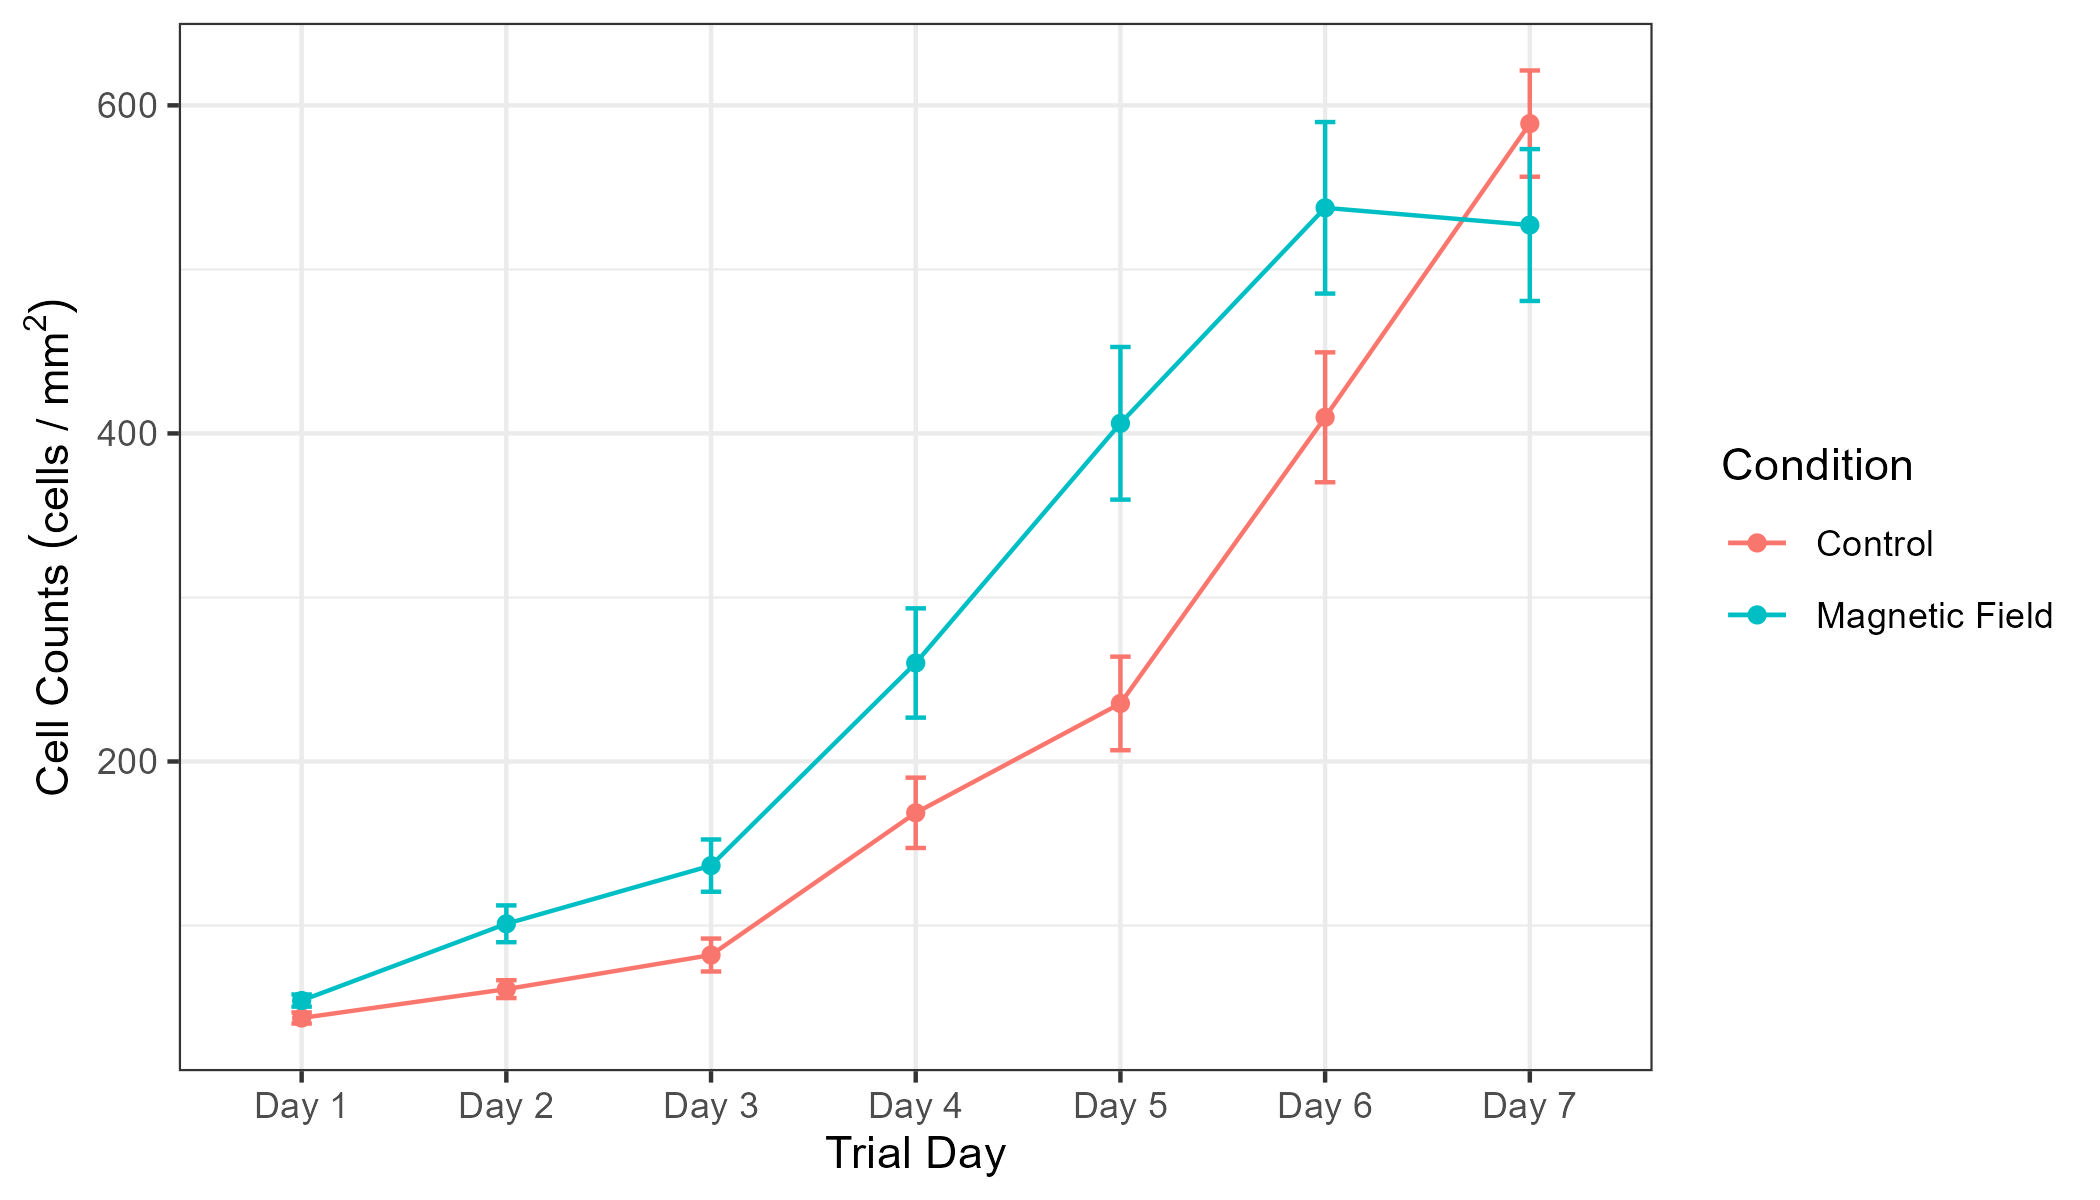 600
400
200
Cell Counts (cells / mm²)
Day 1
Day 2
Day 3
Day 4
Day 5
Day 6
Day 7
Trial Day
Condition
Control
Magnetic Field